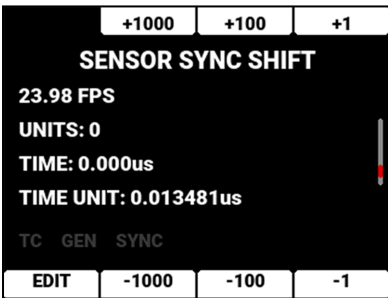 +1000 +100 +1
SENSOR SYNC SHIFT
23.98 FPS
UNITS: 0
TIME: 0.000us
TIME UNIT: 0.013481us
TC GEN SYNC
EDIT -1000 -100 -1